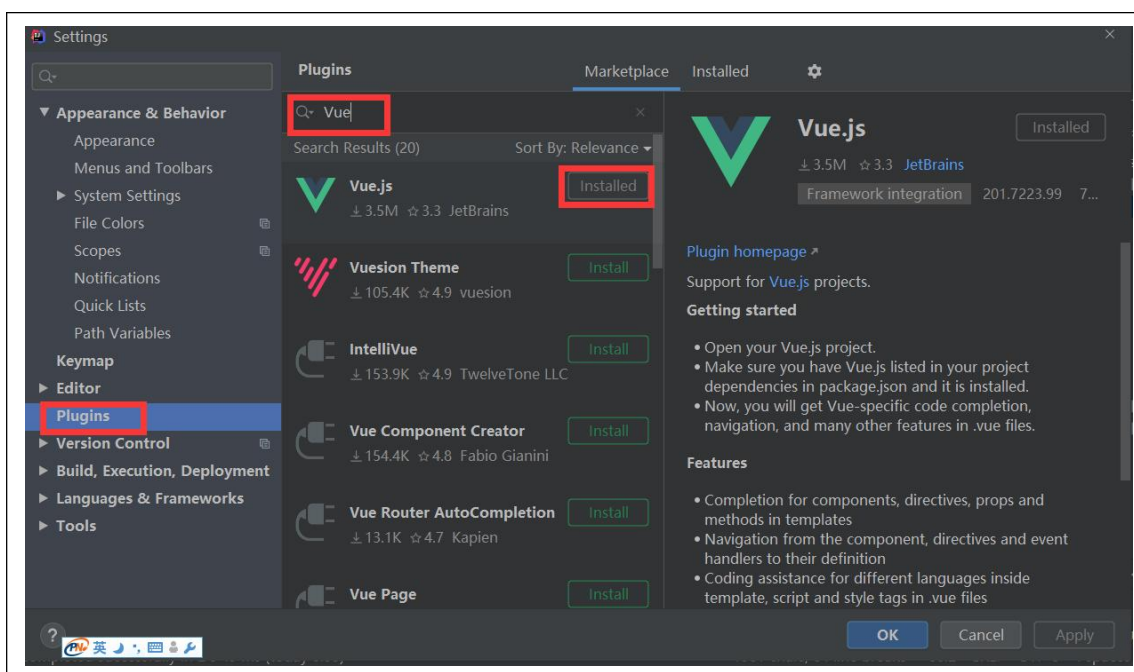 Settings
Plugins
Marketplace
Installed
Appearance & Behavior
Appearance
Menus and Toolbars
System Settings
File Colors
Scopes
Notifications
Quick Lists
Path Variables
Keymap
Editor
Plugins
Version Control
Build, Execution, Deployment
Languages & Frameworks
Tools
Vue
Search Results (20)
Sort By: Relevance
Vue.js
Installed
3.5M 3.3 JetBrains
Vuesion Theme
Install
105.4K 4.9 vuesion
IntelliVue
Install
153.9K 4.9 TwelveTone LLC
Vue Component Creator
Install
154.4K 4.8 Fabio Gianini
Vue Router AutoCompletion
Install
13.1K 4.7 Kapien
Vue Page
Install
Vue.js
Installed
3.5M 3.3 JetBrains
Framework integration 201.7223.99 7...
Plugin homepage
Support for Vue.js projects.
Getting started
• Open your Vue.js project.
• Make sure you have Vue.js listed in your project
dependencies in package.json and it is installed.
• Now, you will get Vue-specific code completion,
navigation, and many other features in .vue files.
Features
• Completion for components, directives, props and
methods in templates
• Navigation from the component, directives and event
handlers to their definition
• Coding assistance for different languages inside
template, script and style tags in .vue files
?
英
OK
Cancel
Apply